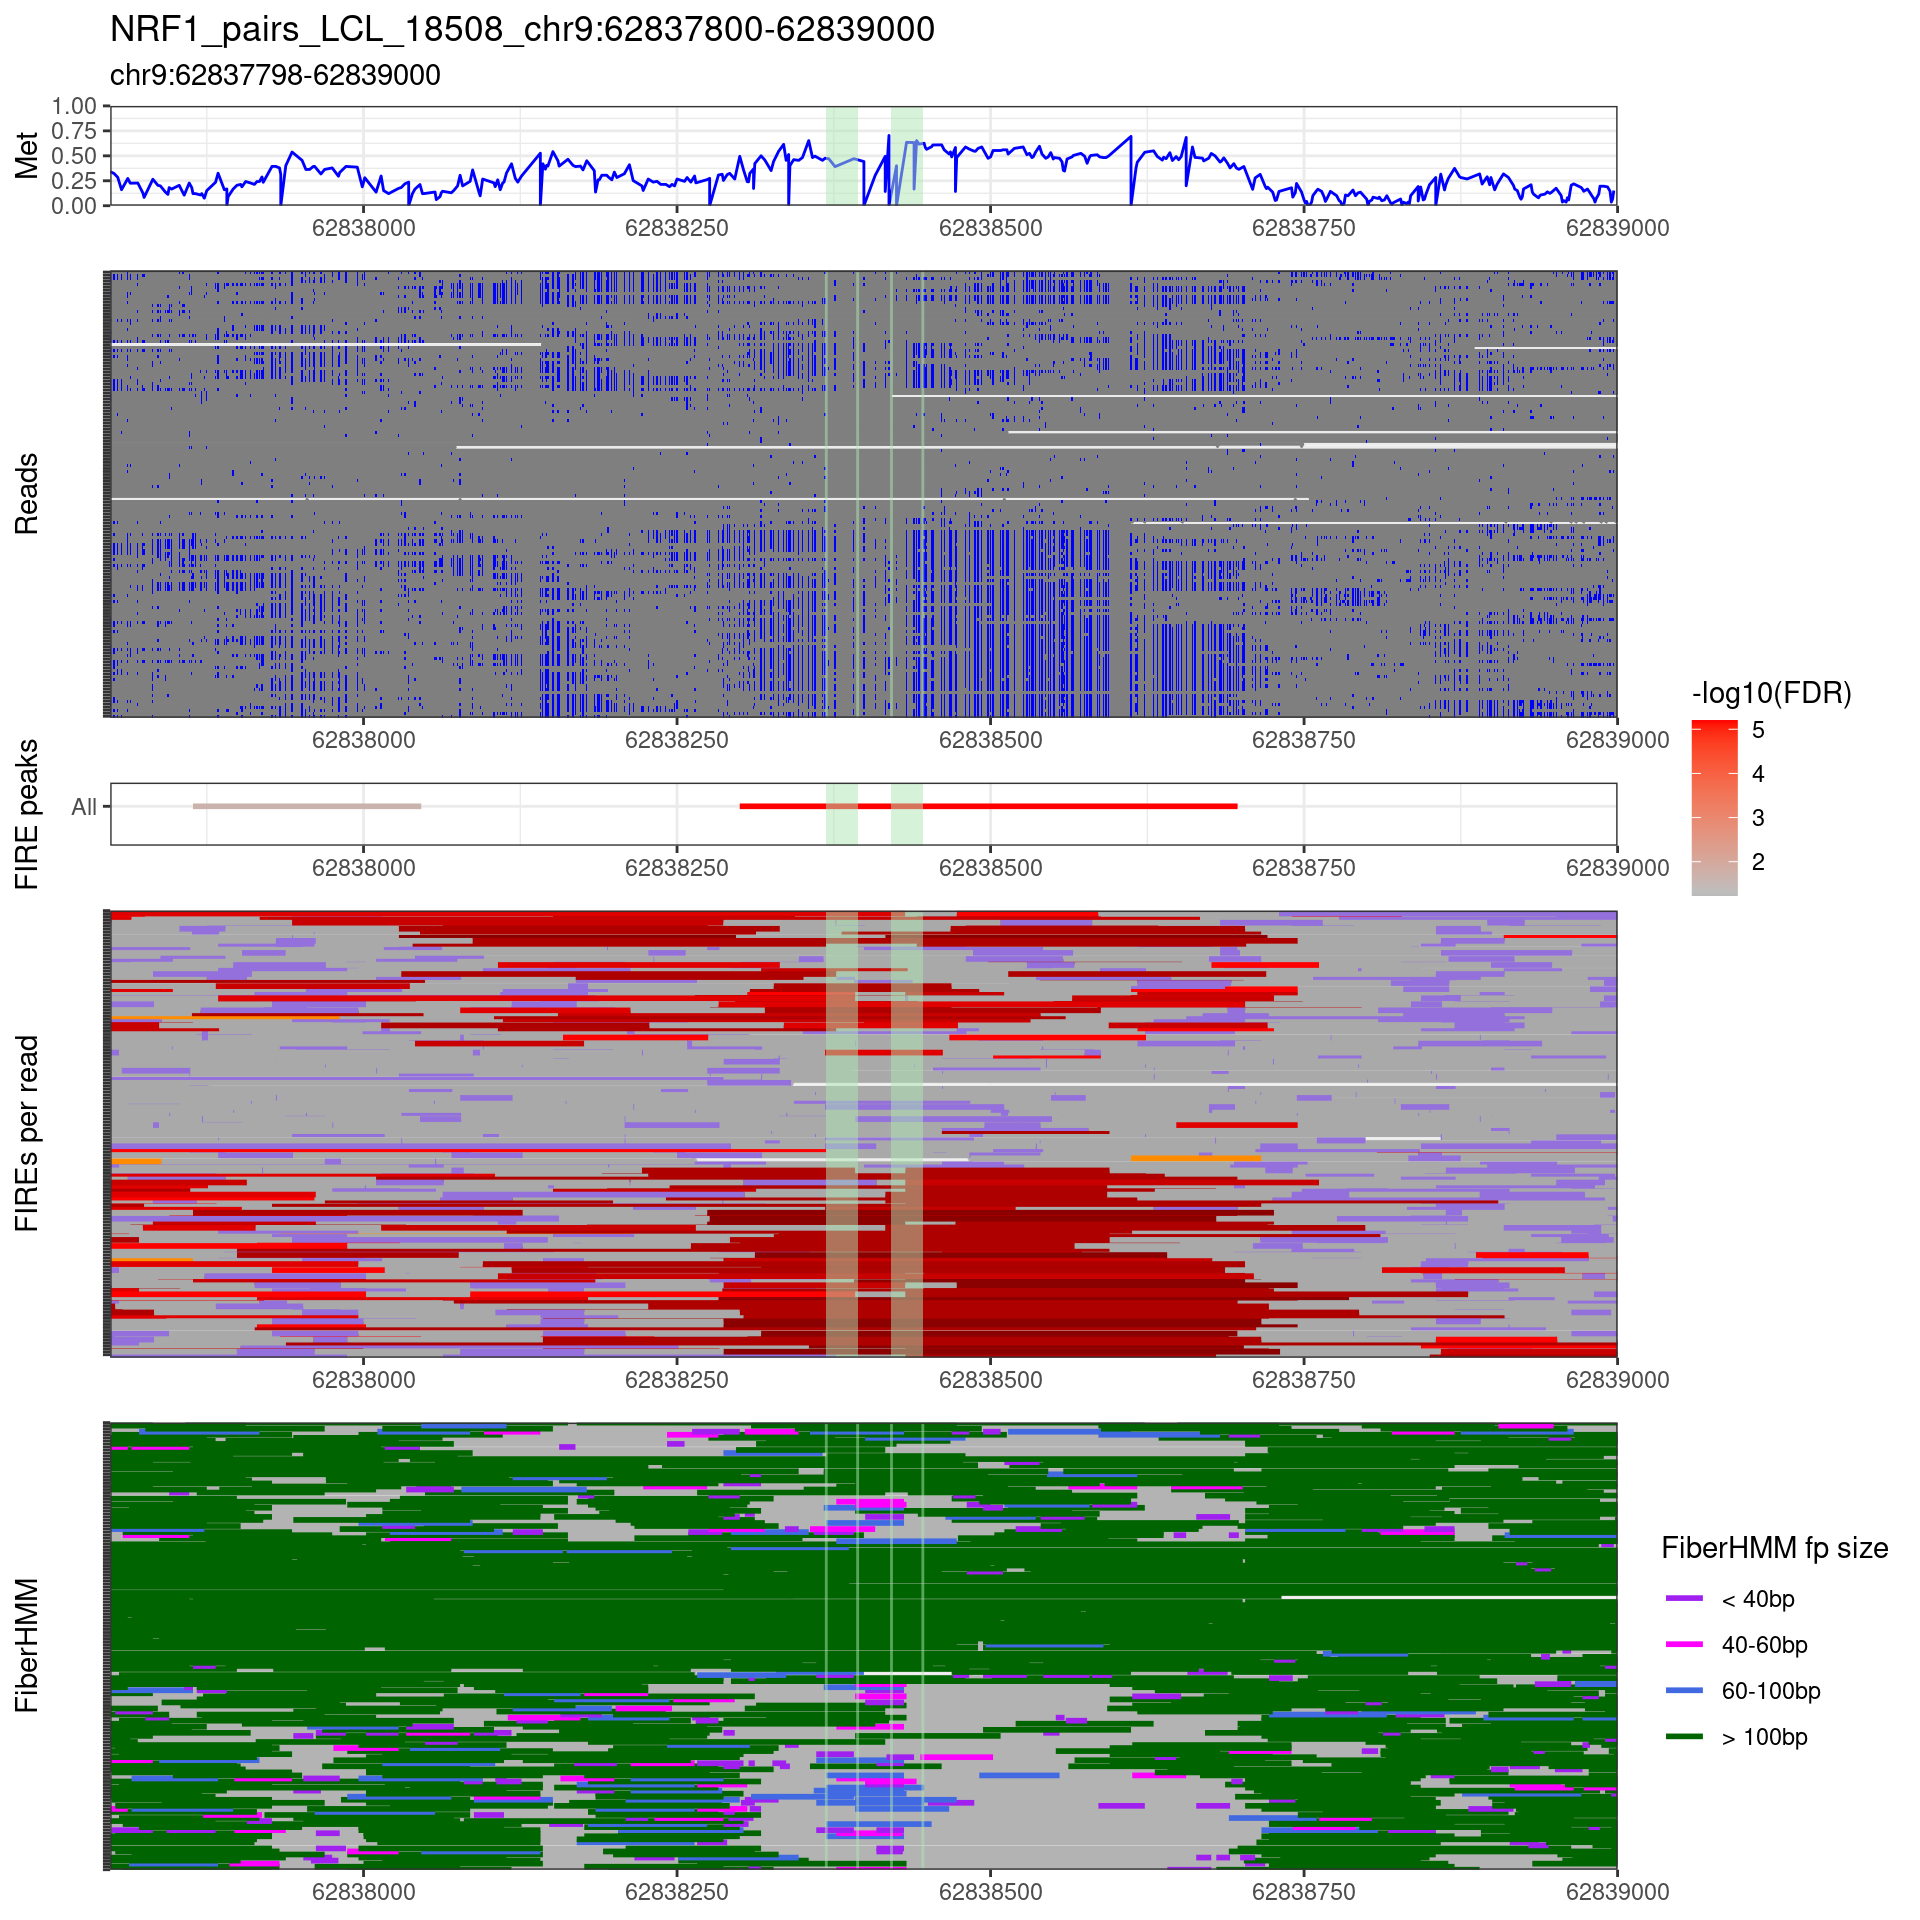 NRF1_pairs_LCL_18508_chr9:62837800-62839000
chr9:62837798-62839000
Met
1.00
0.75
0.50
0.25
0.00
62838000 62838250 62838500 62838750 62839000
Reads
62838000 62838250 62838500 62838750 62839000
FIRE peaks
All
62838000 62838250 62838500 62838750 62839000
-log10(FDR)
5
4
3
2
FIREs per read
62838000 62838250 62838500 62838750 62839000
FiberHMM
62838000 62838250 62838500 62838750 62839000
FiberHMM fp size
< 40bp
40-60bp
60-100bp
> 100bp